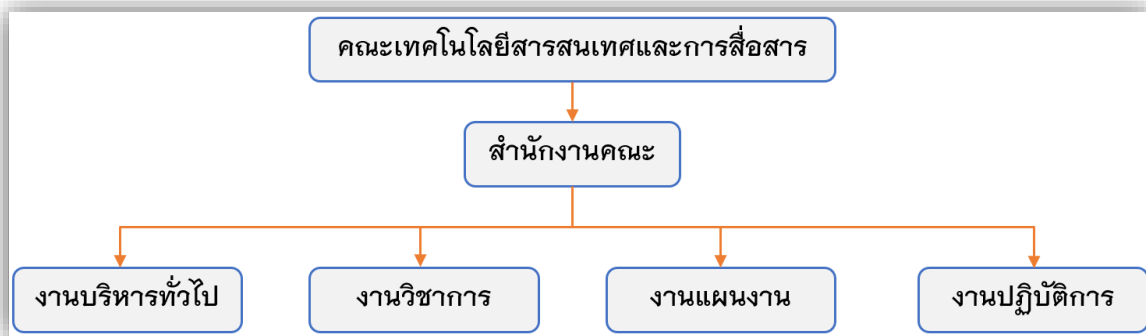 คณะเทคโนโลยีสารสนเทศและการสื่อสาร
สำนักงานคณะ
งานบริหารทั่วไป
งานวิชาการ
งานแผนงาน
งานปฏิบัติการ